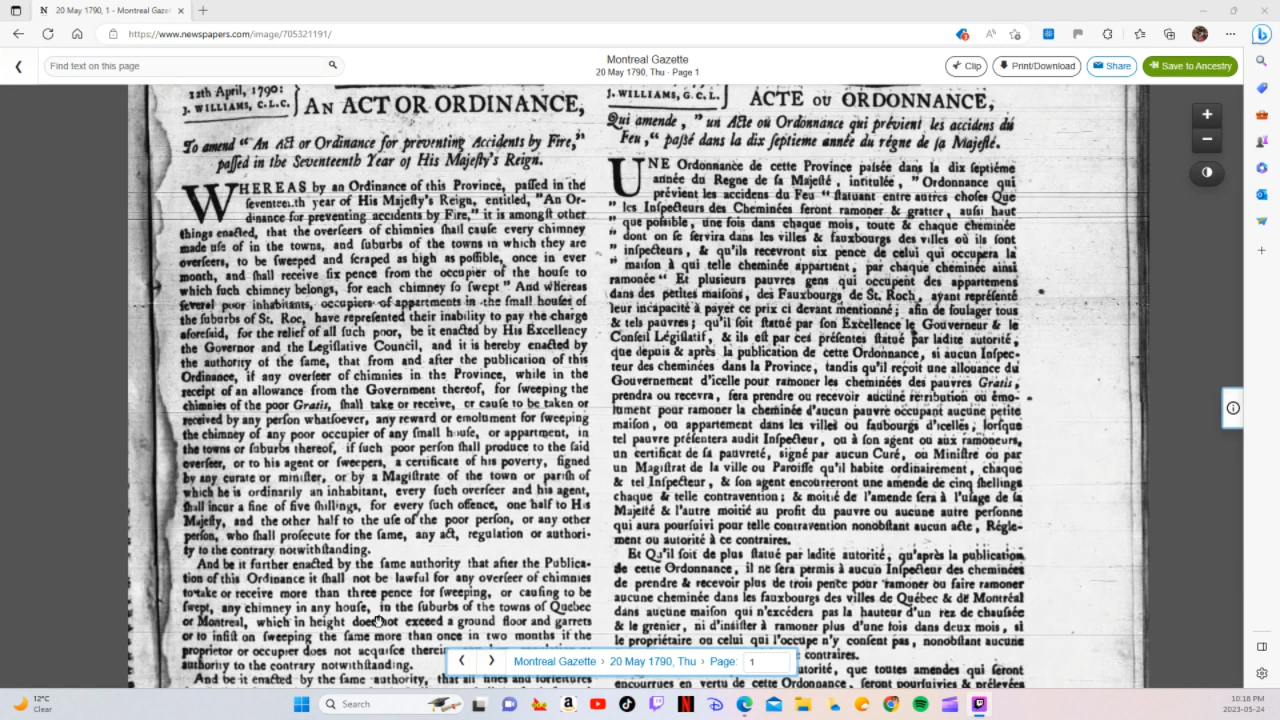 20 May 1790, 1 - Montreal Gazet
https://www.newspapers.com/image/705321191/
Find text on this page
Montreal Gazette
20 May 1790, Thu · Page 1
Clip
Print/Download
Share
Save to Ancestry
12th April, 1790:
J. WILLIAMS, C.L.C.
AN ACT OR ORDINANCE,
To amend "An Act or Ordinance for preventing Accidents by Fire,"
paſſed in the Seventeenth Year of His Majeſty's Reign.
WHEREAS by an Ordinance of this Province, paſſed in the
ſeventeenth year of His Majeſty's Reign, entitled, "An Or-
dinance for preventing accidents by Fire," it is amongſt other
things enacted, that the overſeers of chimnies ſhall cauſe every chimney
made uſe of in the towns, and ſuburbs of the towns in which they are
overſeers, to be ſweeped and ſcraped as high as poſſible, once in ever
month, and ſhall receive ſix pence from the occupier of the houſe to
which ſuch chimney belongs, for each chimney ſo ſwept " And whereas
ſeveral poor inhabitants, occupiers of appartments in the ſmall houſes of
the ſuburbs of St. Roc, have repreſented their inability to pay the charge
aforeſaid, for the relief of all ſuch poor, be it enacted by His Excellency
the Governor and the Legiſlative Council, and it is hereby enacted by
the authority of the ſame, that from and after the publication of this
Ordinance, if any overſeer of chimnies in the Province, while in the
receipt of an allowance from the Government thereof, for ſweeping the
chimnies of the poor Gratis, ſhall take or receive, or cauſe to be taken or
received by any perſon whatſoever, any reward or emolument for ſweeping
the chimney of any poor occupier of any ſmall houſe, or appartment, in
the towns or ſuburbs thereof, if ſuch poor perſon ſhall produce to the ſaid
overſeer, or to his agent or ſweepers, a certificate of his poverty, ſigned
by any curate or miniſter, or by a Magiſtrate of the town or pariſh of
which he is ordinarily an inhabitant, every ſuch overſeer and his agent,
ſhall incur a fine of five ſhillings, for every ſuch offence, one half to His
Majeſty, and the other half to the uſe of the poor perſon, or any other
perſon, who ſhall proſecute for the ſame, any act, regulation or authori-
ty to the contrary notwithſtanding.
And be it further enacted by the ſame authority that after the Publica-
tion of this Ordinance it ſhall not be lawful for any overſeer of chimnies
to take or receive more than three pence for ſweeping, or cauſing to be
ſwept, any chimney in any houſe, in the ſuburbs of the towns of Quebec
or Montreal, which in height does not exceed a ground floor and garrets
or to inſiſt on ſweeping the ſame more than once in two months if the
proprietor or occupier does not acquiſce therein
authority to the contrary notwithſtanding.
And be it enacted by the ſame authority, that all fines and forfeitures
J. WILLIAMS, G.C.L.
ACTE OU ORDONNANCE,
Qui amende, " un Acte ou Ordonnance qui prévient les accidens du
Feu," paſſé dans la dix ſeptieme année du régne de ſa Majeſté.
UNE Ordonnance de cette Province paſsée dans la dix ſeptiéme
année du Regne de ſa Majeſté, intitulée, " Ordonnance qui
prévient les accidens du Feu " ſtatuant entre autres choſes Que
" les Inſpecteurs des Cheminées feront ramoner & gratter, auſſi haut
" que poſſible, une fois dans chaque mois, toute & chaque cheminée
" dont on ſe ſervira dans les villes & fauxbourgs des villes où ils ſont
" inſpecteurs, & qu'ils recevront ſix pence de celui qui occupera la
" maiſon à qui telle cheminée appartient, par chaque cheminée ainſi
ramonée " Et pluſieurs pauvres gens qui occupent des appartemens
dans des petites maiſons, des Fauxbourgs de St. Roch, ayant repréſenté
leur incapacité à payer ce prix ci devant mentionné; afin de ſoulager tous
& tels pauvres; qu'il ſoit ſtatué par ſon Excellence le Gouverneur & le
Conſeil Légiſlatif, & ils eſt par ces préſentes ſtatué par ladite autorité,
que depuis & après la publication de cette Ordonnance, ſi aucun Inſpec-
teur des cheminées dans la Province, tandis qu'il reçoit une allouance du
Gouvernement d'icelle pour ramoner les cheminées des pauvres Gratis,
prendra ou recevra, fera prendre ou recevoir aucune retribution ou émo-
lument pour ramoner la cheminée d'aucun pauvre occupant aucune petite
maiſon, ou appartement dans les villes ou faubourgs d'icelles; lorſque
tel pauvre préſentera audit Inſpecteur, ou à ſon agent ou aux ramoneurs,
un certificat de ſa pauvreté, ſigné par aucun Curé, ou Miniſtre ou par
un Magiſtrat de la ville ou Paroiſſe qu'il habite ordinairement, chaque
& tel Inſpecteur, & ſon agent encourreront une amende de cinq ſhellings
chaque & telle contravention; & moitié de l'amende ſera à l'uſage de ſa
Majeſté & l'autre moitié au profit du pauvre ou aucune autre perſonne
qui aura pourſuivi pour telle contravention nonobſtant aucun acte, Régle-
ment ou autorité à ce contraires.
Et Qu'il ſoit de plus ſtatué par ladite autorité, qu'après la publication
de cette Ordonnance, il ne ſera permis à aucun Inſpecteur des cheminées
de prendre & recevoir plus de trois pence pour ramoner ou faire ramoner
aucune cheminée dans les fauxbourgs des villes de Québec & de Montréal
dans aucune maiſon qui n'excédera pas la hauteur d'un rez de chauſsée
& le grenier, ni d'inſiſter à ramoner plus d'une fois dans deux mois, ſi
le propriétaire ou celui qui l'occupe n'y conſent pas, nonobſtant aucune
contraires.
autorité, que toutes amendes qui ſeront
encourrues en vertu de cette Ordonnance, ſeront pourſuivies & prélevées
Montreal Gazette › 20 May 1790, Thu › Page: 1
12°C
Clear
Search
10:18 PM
2023-05-24